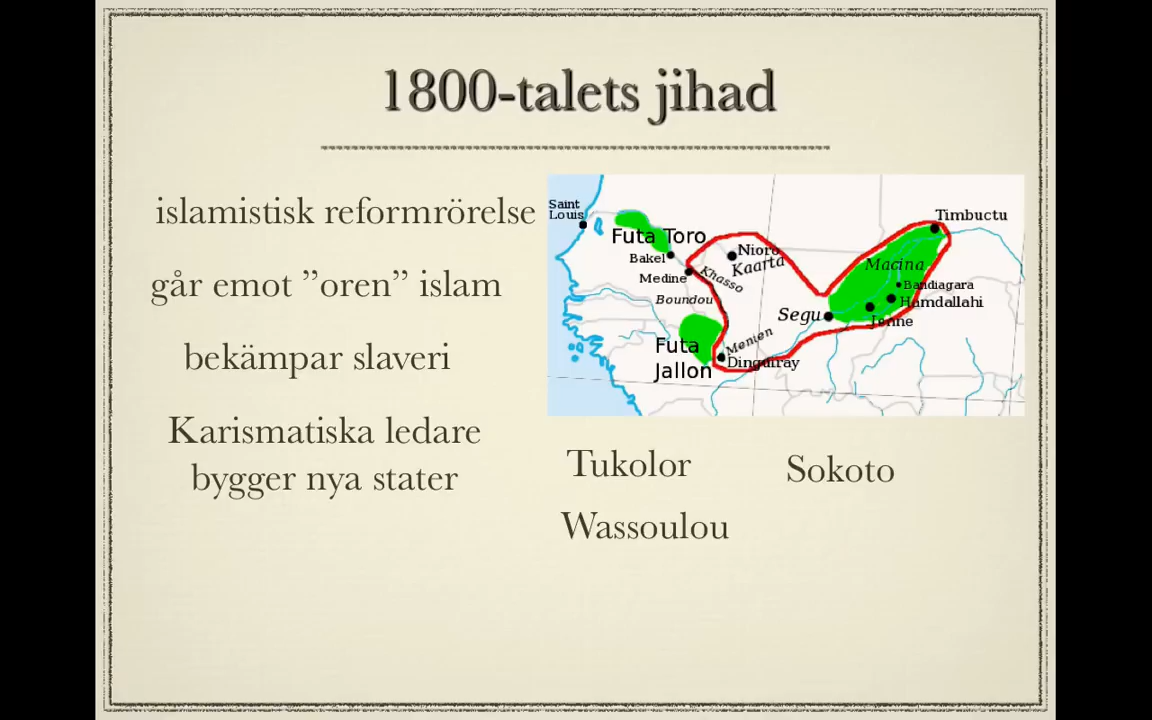 1800-talets jihad
islamistisk reformrörelse
går emot ”oren” islam
bekämpar slaveri
Karismatiska ledare
bygger nya stater
Saint
Louis
Futa Toro
Bakel
Medine
Nioro
Kaarta
Khasso
Boundou
Futa
Jallon
Menien
Dinguiray
Segu
Timbuctu
Macina
Bandiagara
Hamdallahi
Jenne
Tukolor
Sokoto
Wassoulou